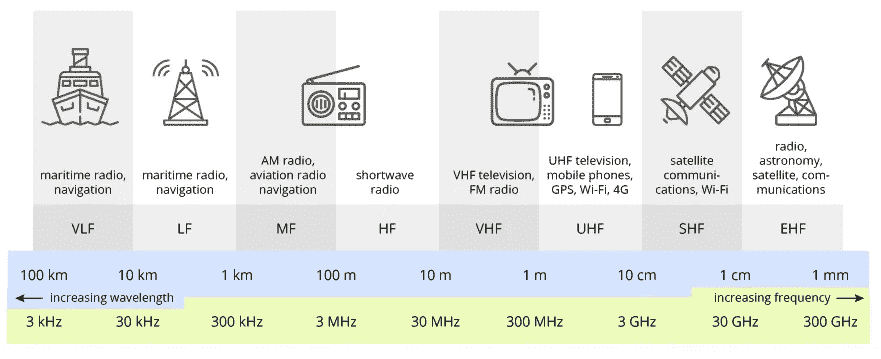 maritime radio,
navigation
maritime radio,
navigation
AM radio,
aviation radio
navigation
shortwave
radio
VHF television,
FM radio
UHF television,
mobile phones,
GPS, Wi-Fi, 4G
satellite
communi-
cations, Wi-Fi
radio,
astronomy,
satellite, com-
munications
VLF LF MF HF VHF UHF SHF EHF
100 km 10 km 1 km 100 m 10 m 1 m 10 cm 1 cm 1 mm
increasing wavelength increasing frequency
3 kHz 30 kHz 300 kHz 3 MHz 30 MHz 300 MHz 3 GHz 30 GHz 300 GHz